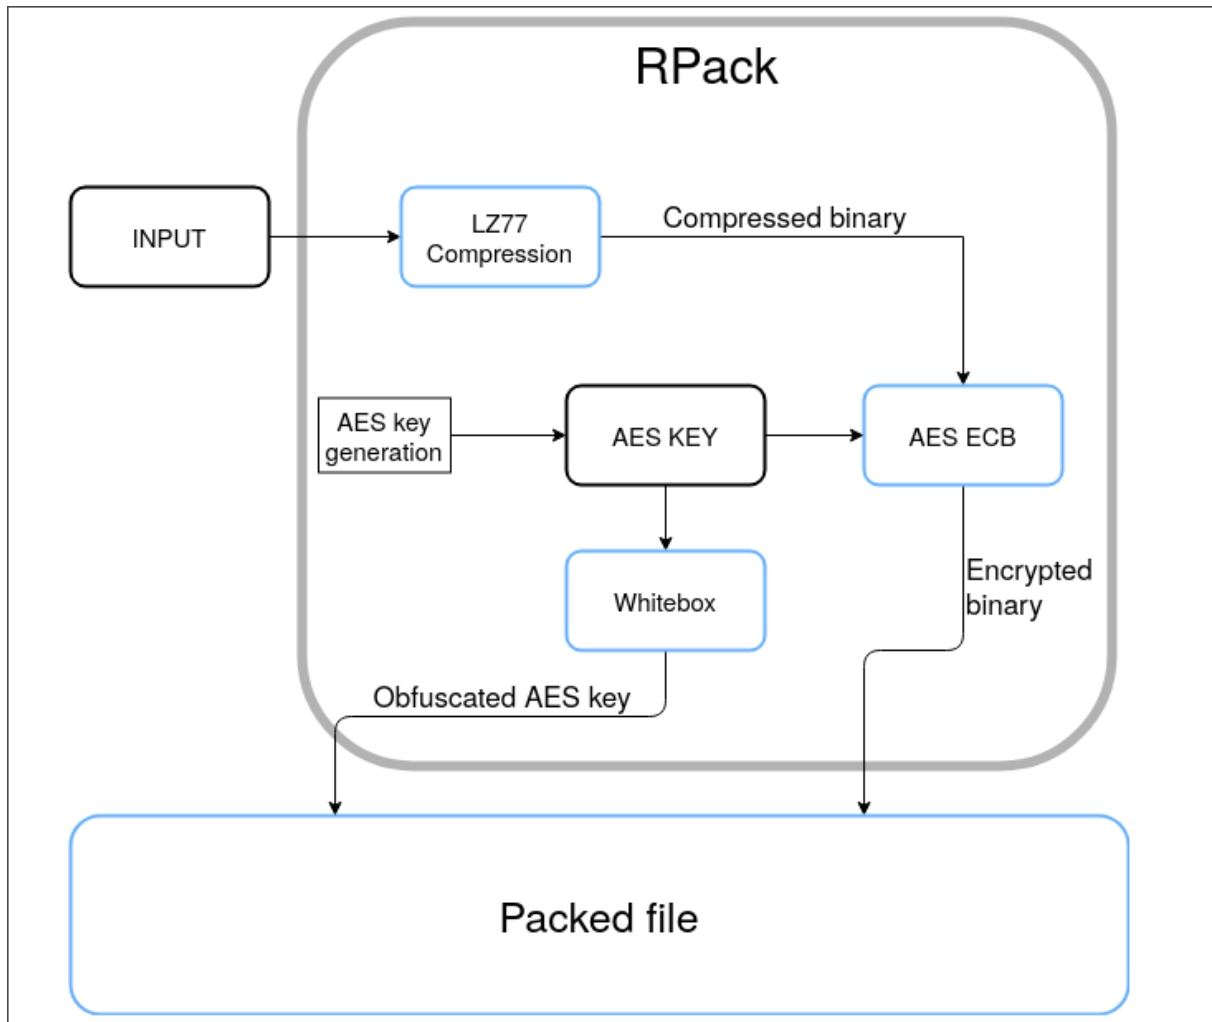 RPack
INPUT
LZ77
Compression
Compressed binary
AES key
generation
AES KEY
AES ECB
Whitebox
Encrypted
binary
Obfuscated AES key
Packed file